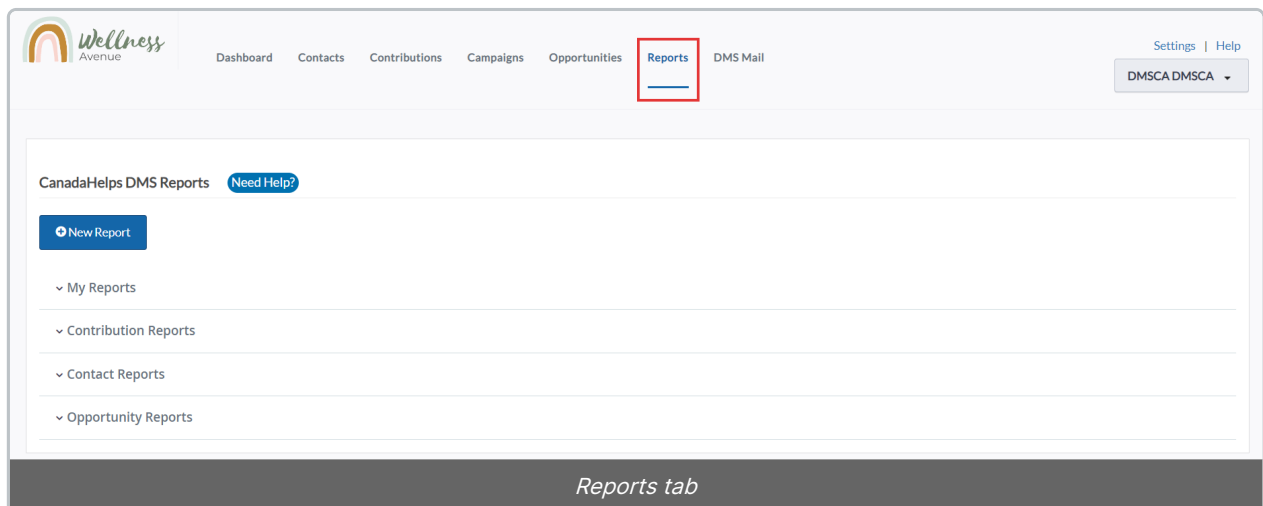 Wellness
Avenue
Dashboard Contacts Contributions Campaigns Opportunities Reports DMS Mail
Settings | Help
DMSCA DMSCA
CanadaHelps DMS Reports Need Help?
New Report
My Reports
Contribution Reports
Contact Reports
Opportunity Reports
Reports tab